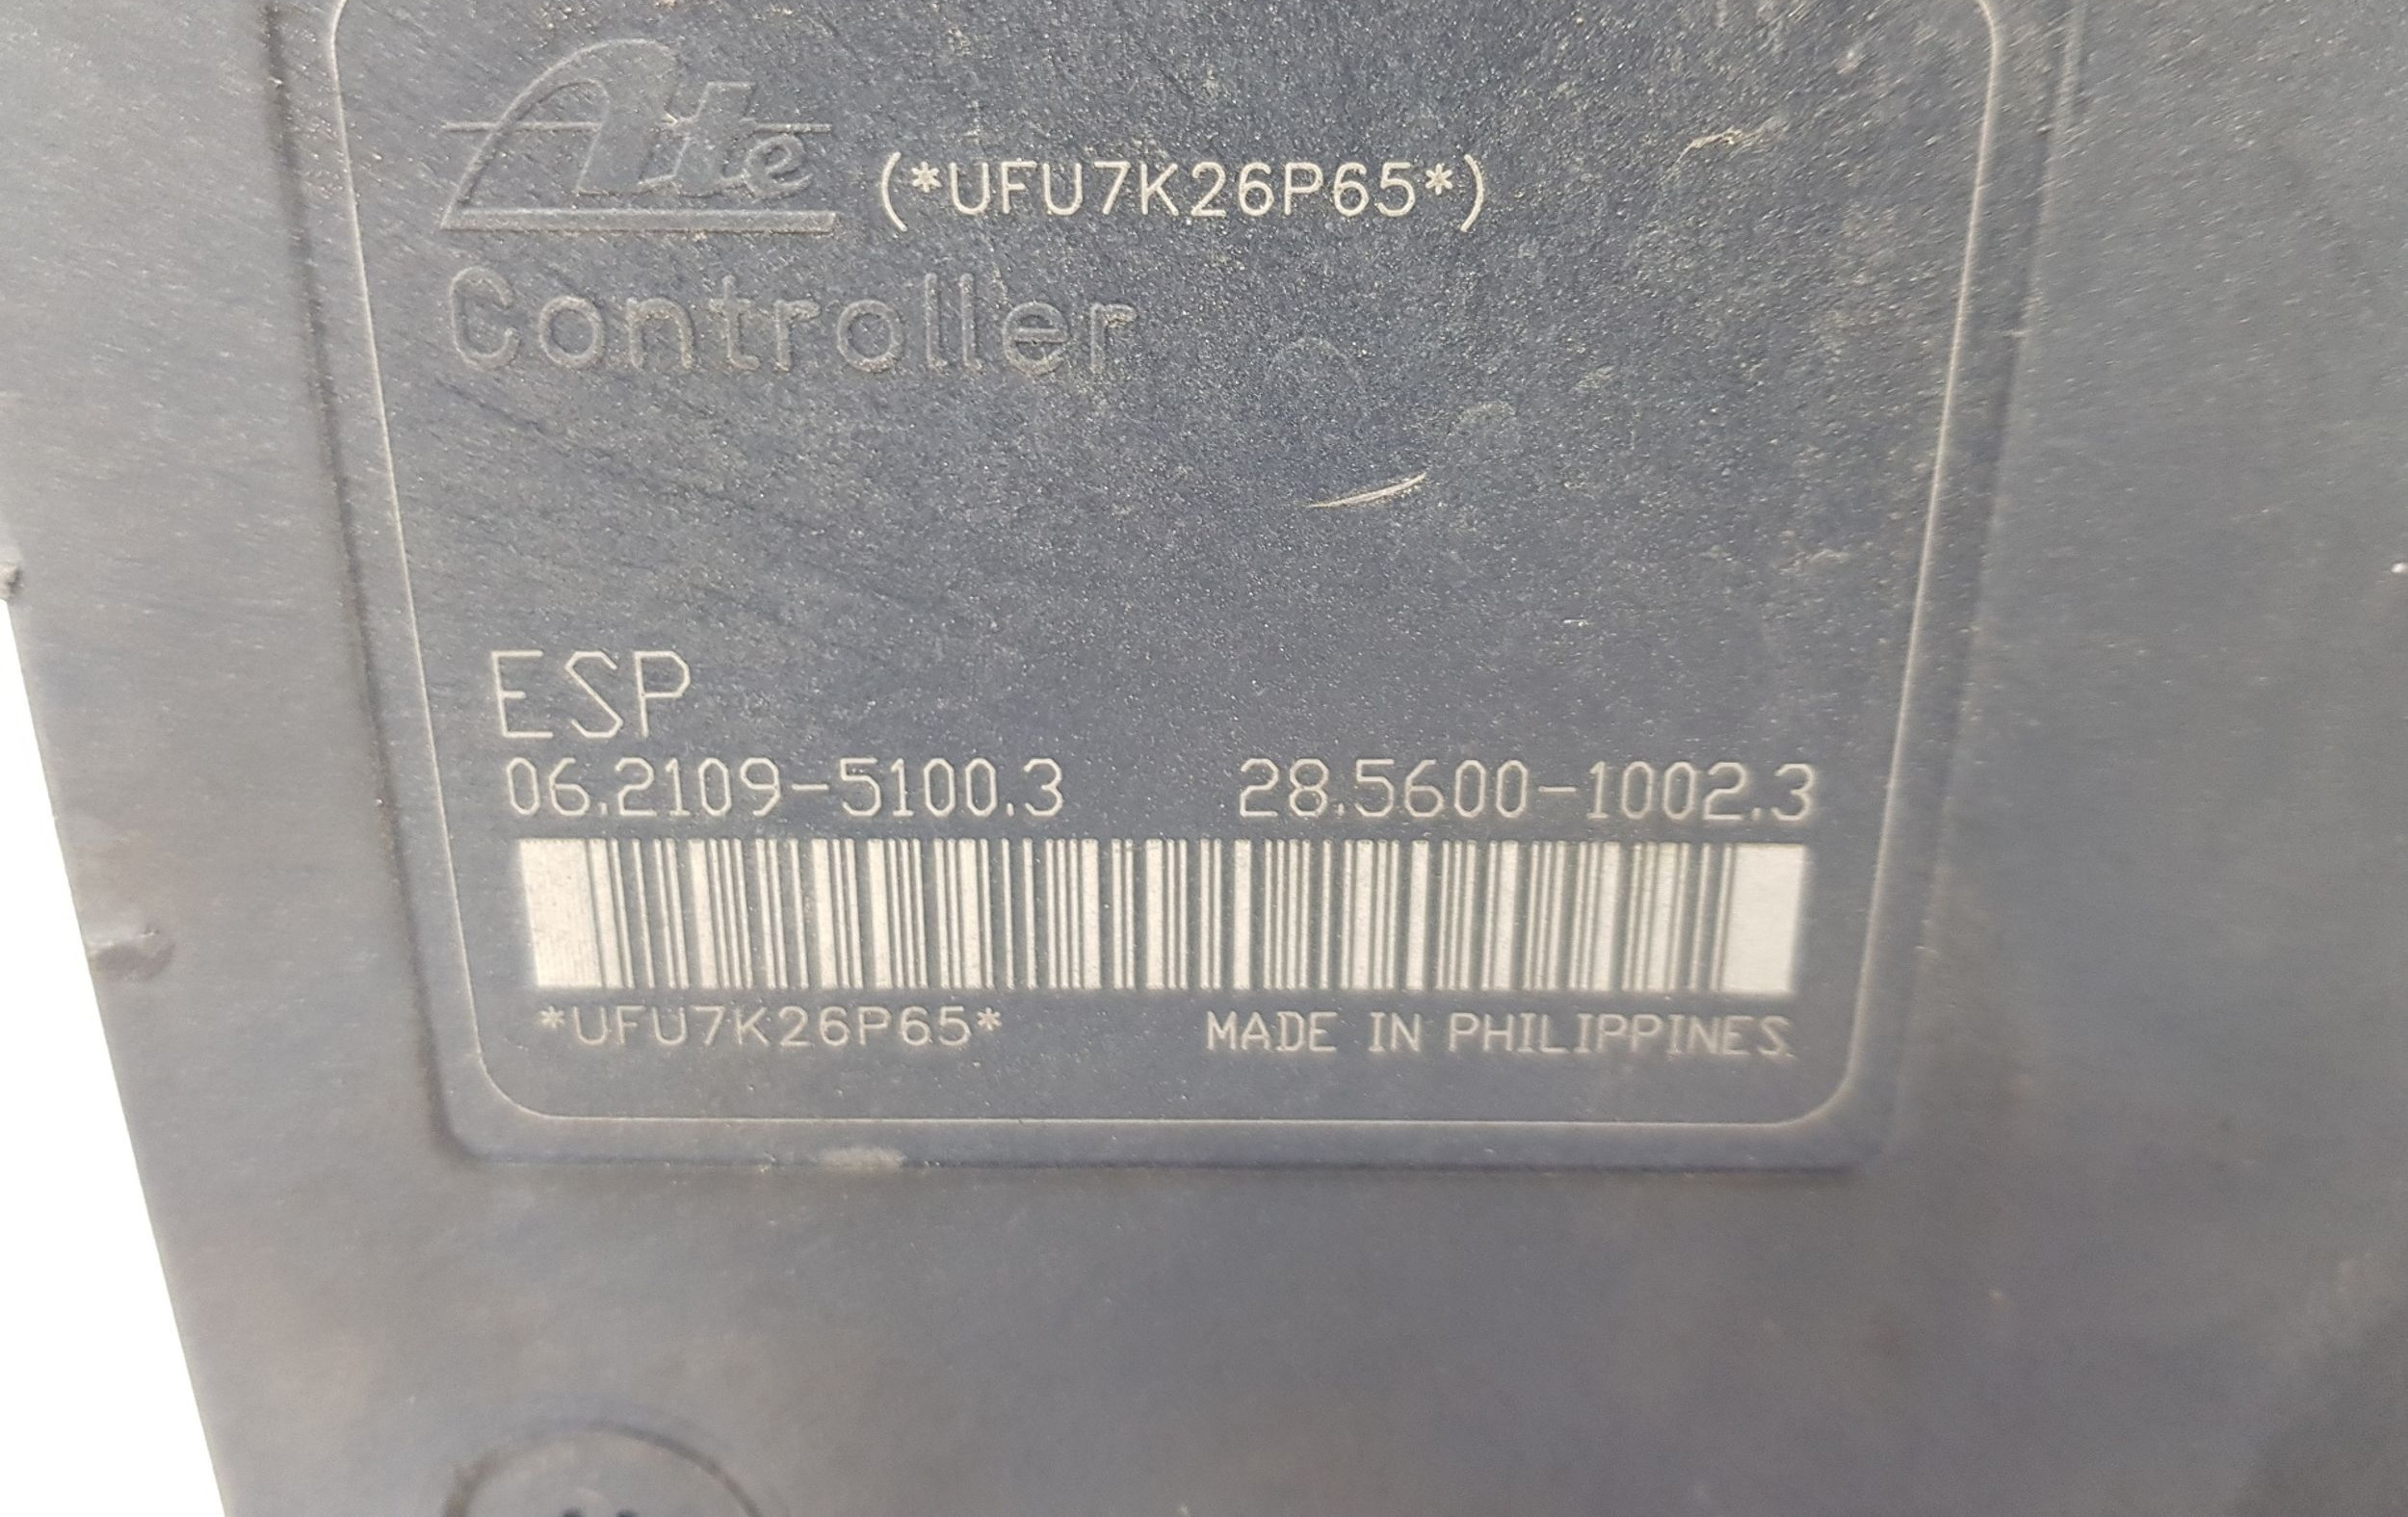 Ate (*UFU7K26P65*)
Controller
ESP
06.2109-5100.3 28.5600-1002.3
*UFU7K26P65* MADE IN PHILIPPINES